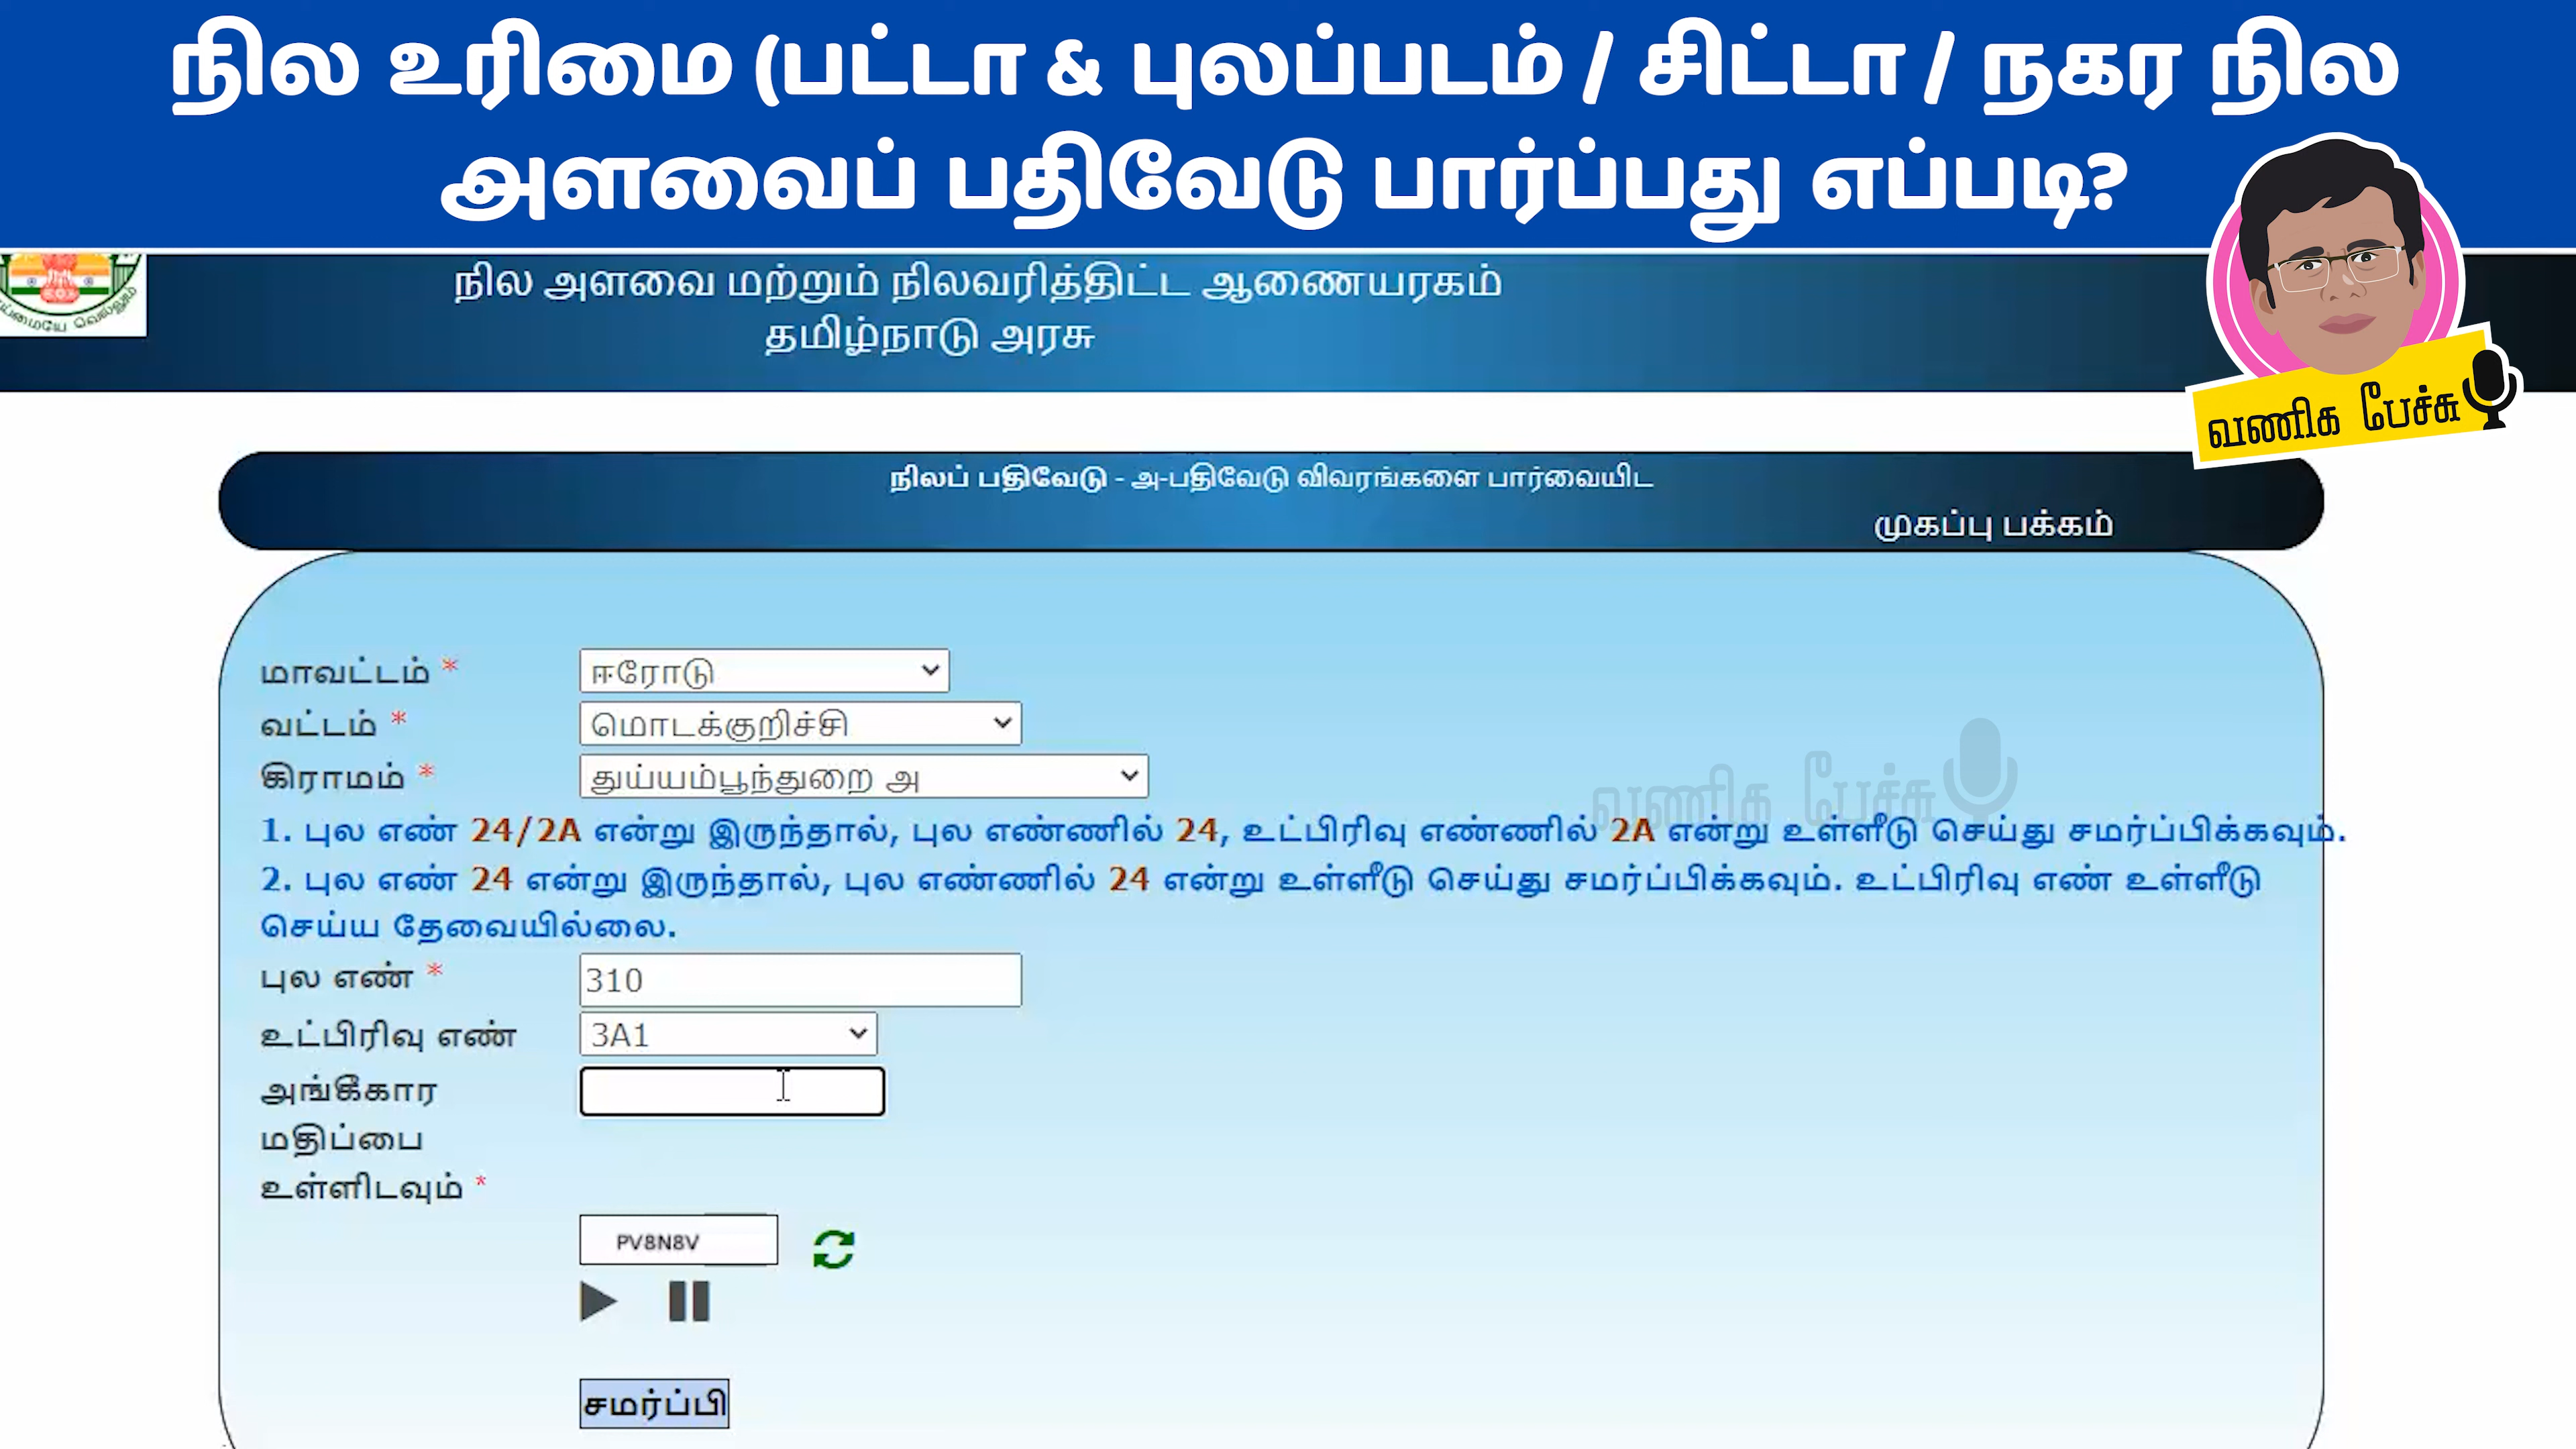 நில உரிமை (பட்டா & புலப்படம் / சிட்டா / நகர நில
அளவைப் பதிவேடு பார்ப்பது எப்படி?
நில அளவை மற்றும் நிலவரித்திட்ட ஆணையரகம்
தமிழ்நாடு அரசு
வணிக பேச்சு
நிலப் பதிவேடு - அ-பதிவேடு விவரங்களை பார்வையிட
முகப்பு பக்கம்
மாவட்டம் * ஈரோடு
வட்டம் * மொடக்குறிச்சி
கிராமம் * துய்யம்பூந்துறை அ
வணிக பேச்சு
1. புல எண் 24/2A என்று இருந்தால், புல எண்ணில் 24, உட்பிரிவு எண்ணில் 2A என்று உள்ளீடு செய்து சமர்ப்பிக்கவும்.
2. புல எண் 24 என்று இருந்தால், புல எண்ணில் 24 என்று உள்ளீடு செய்து சமர்ப்பிக்கவும். உட்பிரிவு எண் உள்ளீடு
செய்ய தேவையில்லை.
புல எண் * 310
உட்பிரிவு எண் 3A1
அங்கீகார
மதிப்பை
உள்ளிடவும் *
PV8N8V
சமர்ப்பி